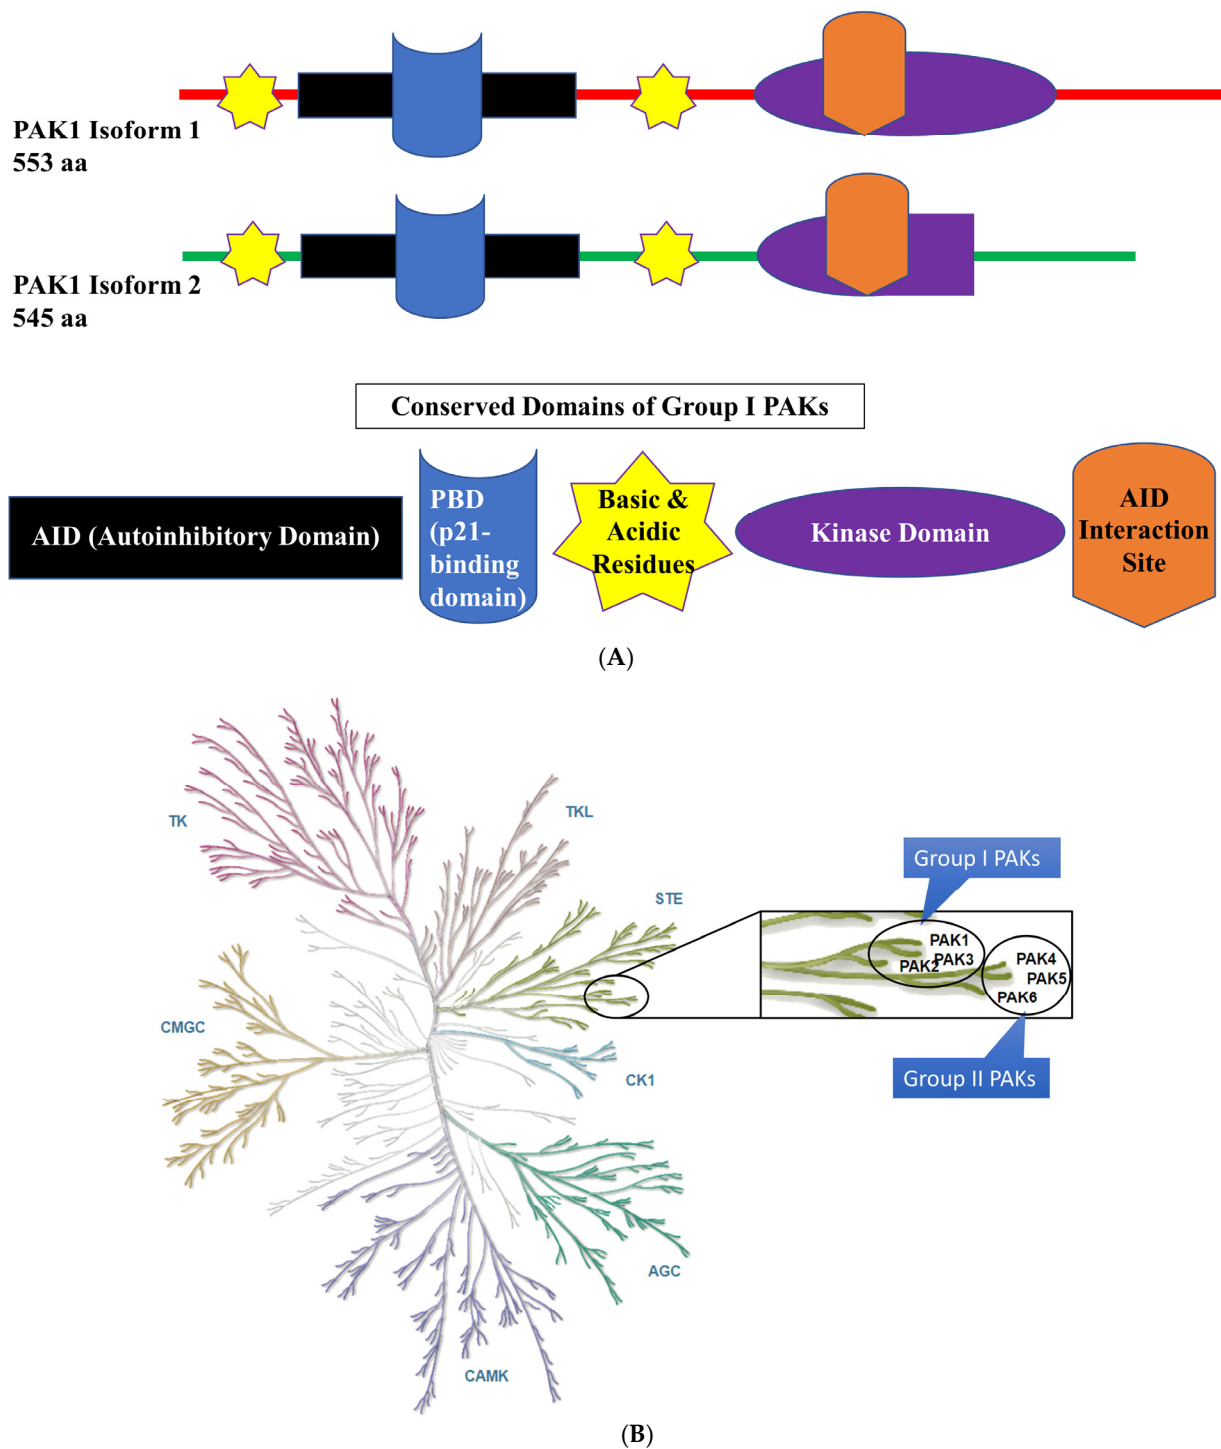 PAK1 Isoform 1
553 aa
PAK1 Isoform 2
545 aa
Conserved Domains of Group I PAKs
AID (Autoinhibitory Domain)
PBD
(p21-
binding
domain)
Basic &
Acidic
Residues
Kinase Domain
AID
Interaction
Site
(A)
TK
TKL
STE
CMGC
CK1
AGC
CAMK
Group I PAKs
PAK1
PAK3
PAK2
PAK4
PAK5
PAK6
Group II PAKs
(B)